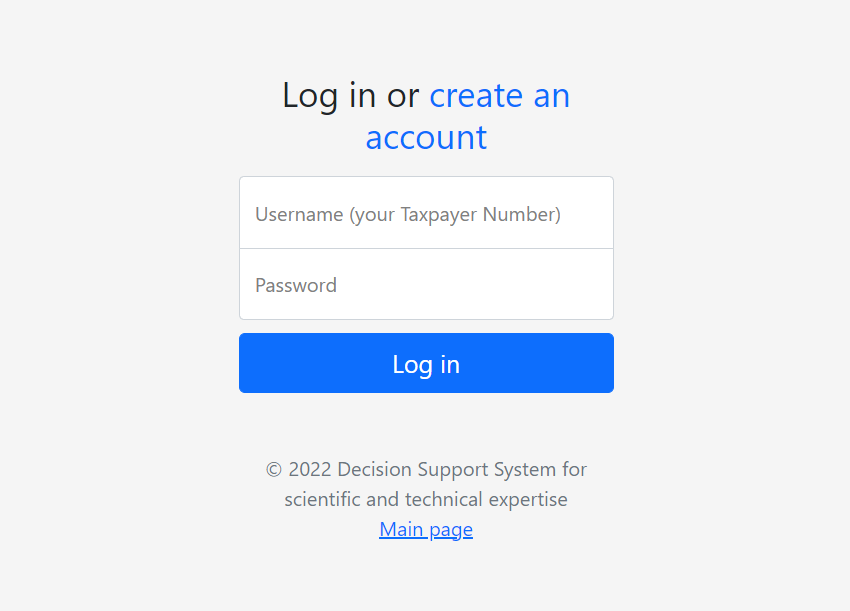 Log in or create an
account
Username (your Taxpayer Number)
Password
Log in
© 2022 Decision Support System for
scientific and technical expertise
Main page